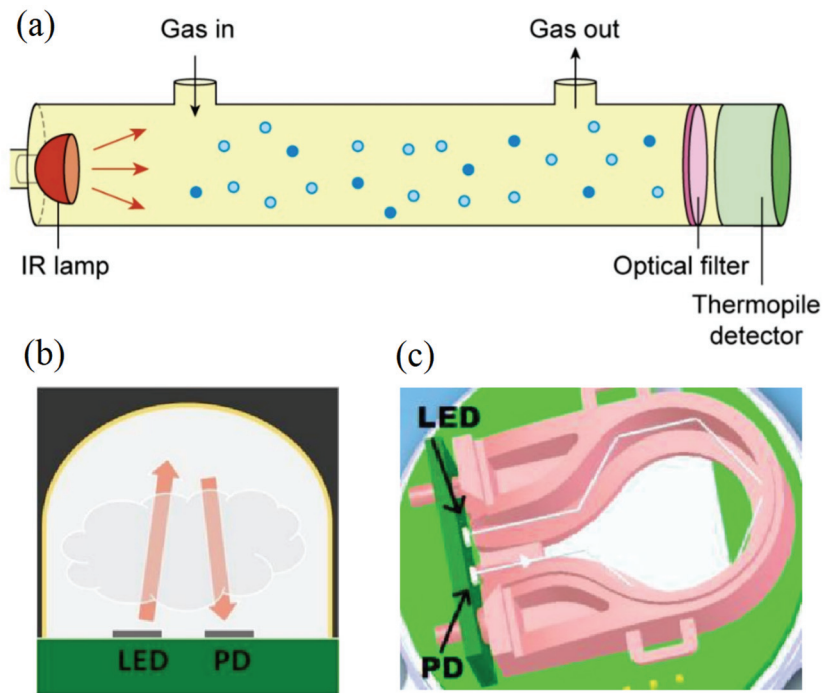 (a)
Gas in
Gas out
IR lamp
Optical filter
Thermopile
detector
(b)
LED
PD
(c)
LED
PD